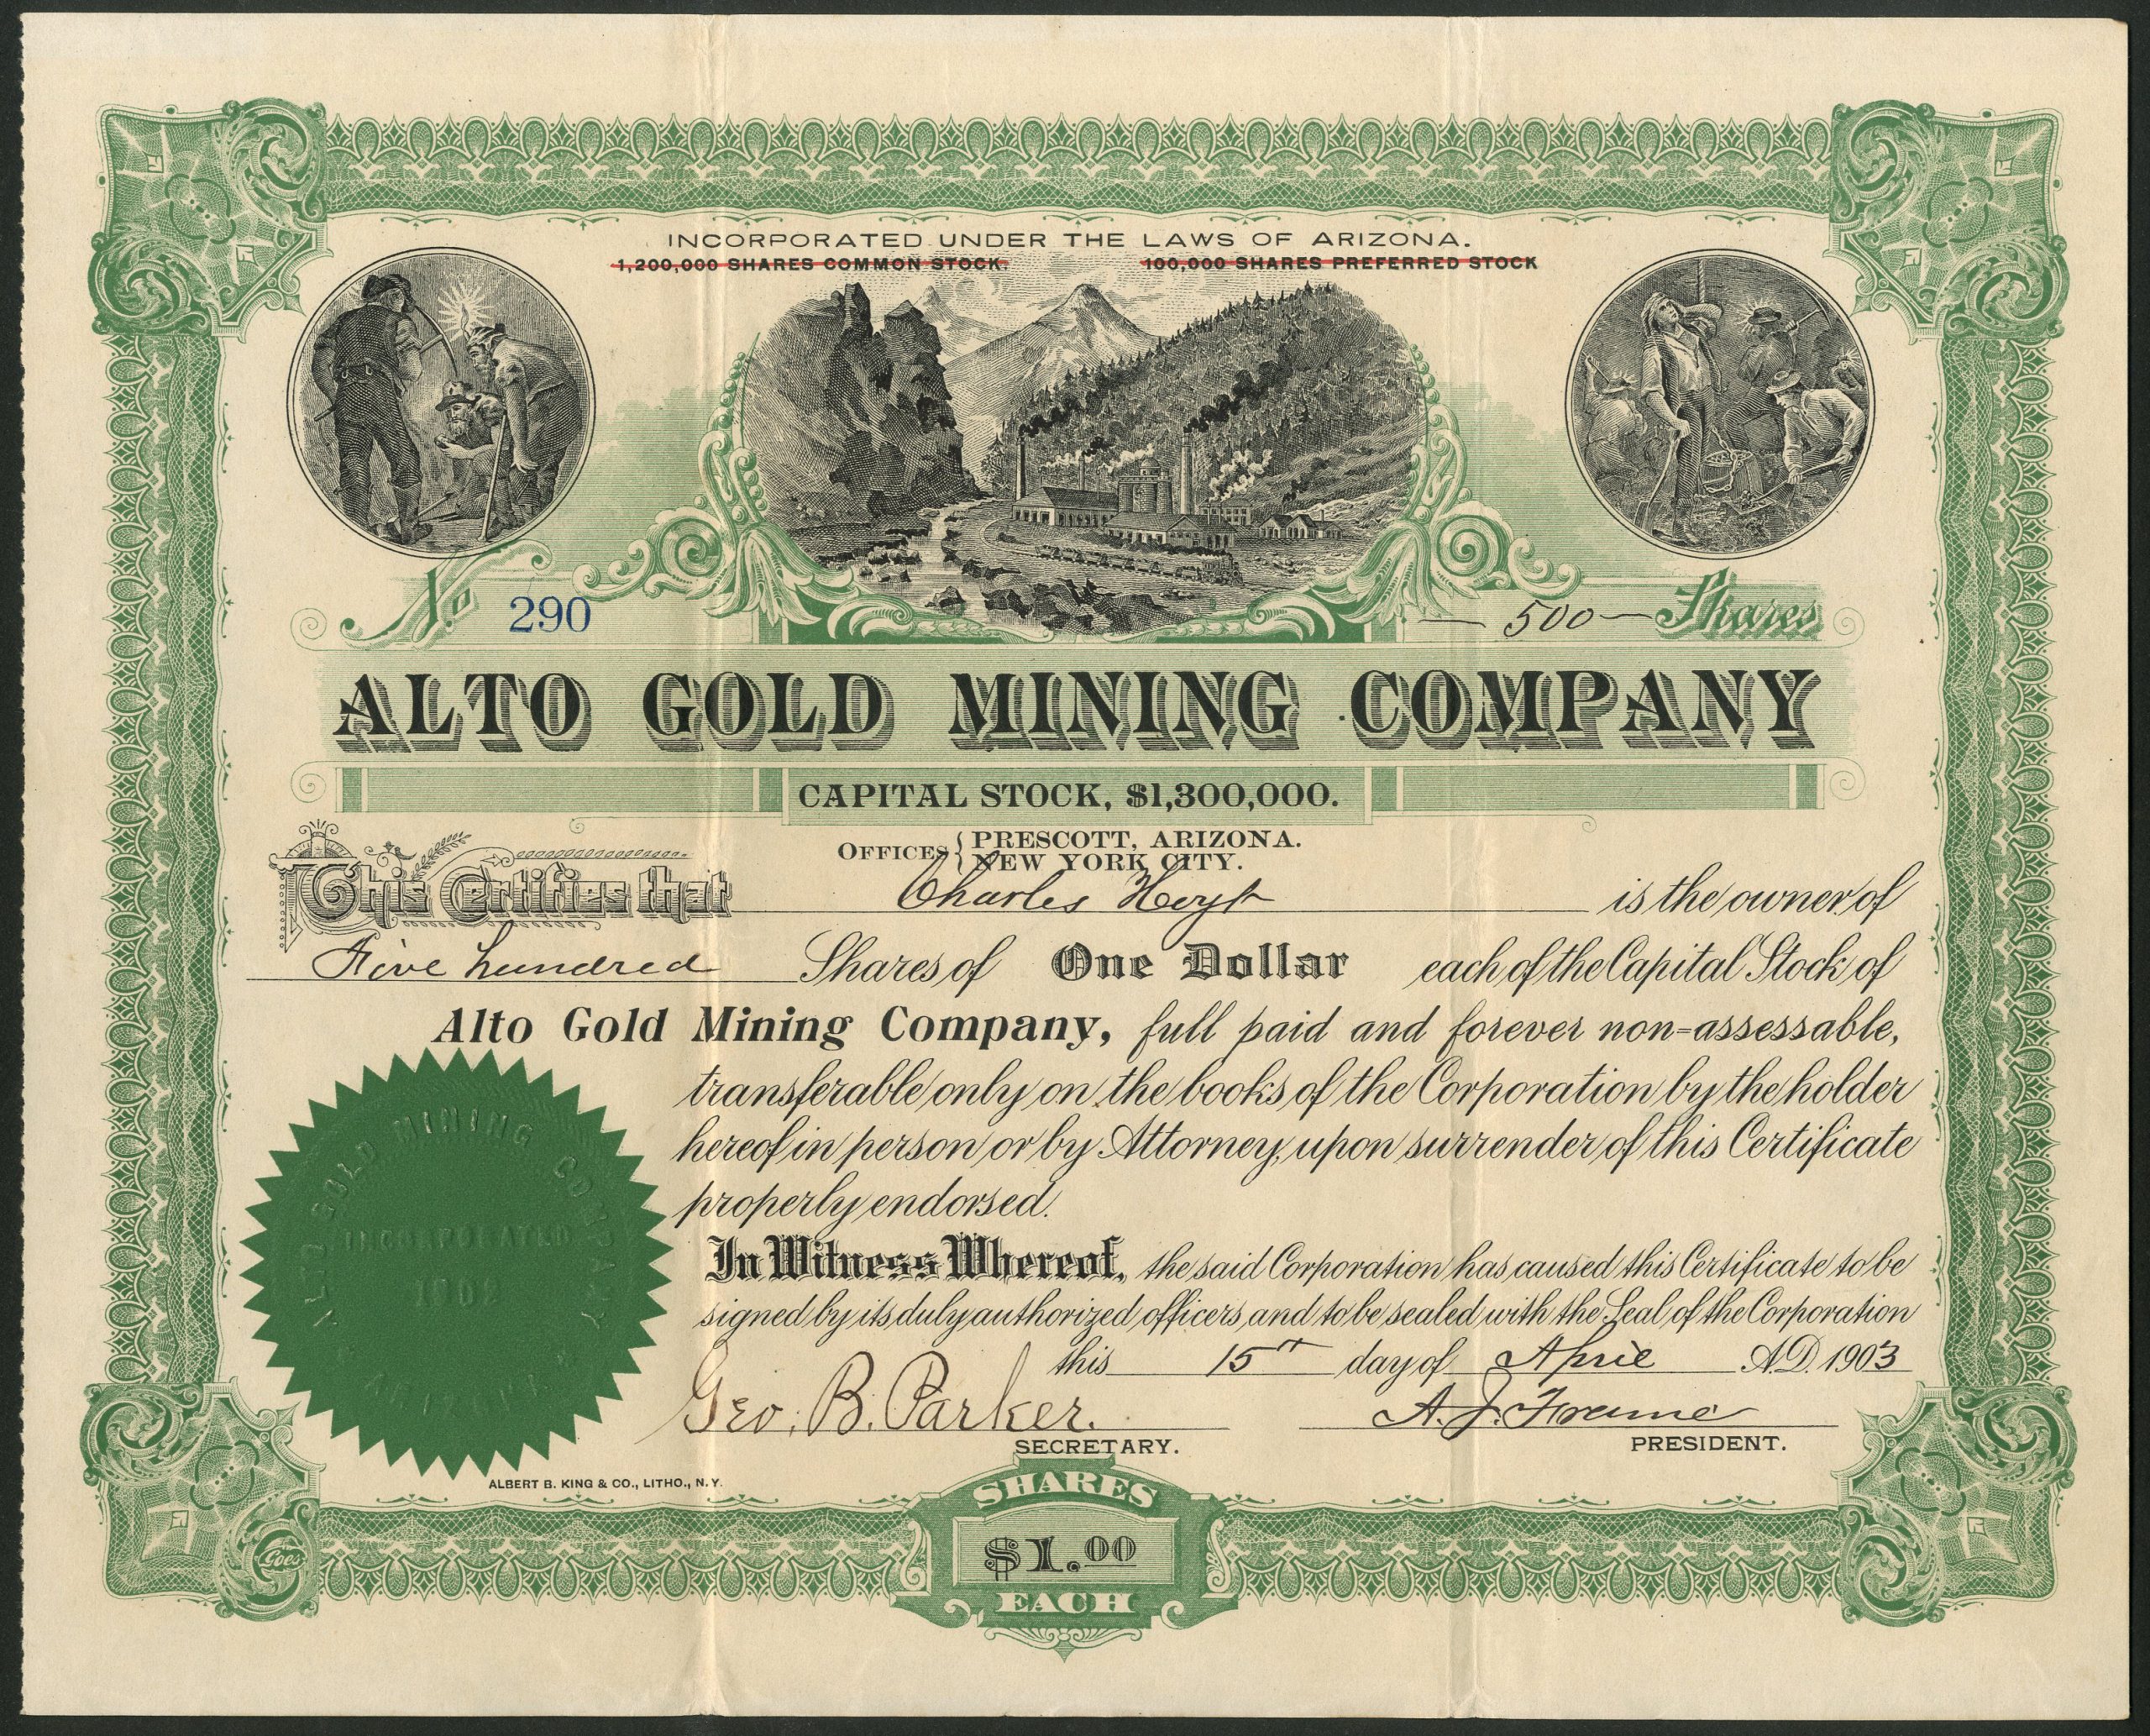 INCORPORATED UNDER THE LAWS OF ARIZONA.
1,200,000 SHARES COMMON STOCK. 100,000 SHARES PREFERRED STOCK
No. 290
500 Shares
ALTO GOLD MINING COMPANY
CAPITAL STOCK, $1,300,000.
OFFICES { PRESCOTT, ARIZONA.
NEW YORK CITY.
This Certifies that Charles Hoyt is the owner of
Five hundred Shares of One Dollar each of the Capital Stock of
Alto Gold Mining Company, full paid and forever non-assessable,
transferable only on the books of the Corporation by the holder
hereof in person or by Attorney, upon surrender of this Certificate
properly endorsed.
In Witness Whereof, the said Corporation has caused this Certificate to be
signed by its duly authorized officers, and to be sealed with the Seal of the Corporation
this 15th day of April A.D. 1903
Geo. B. Parker. A. J. Frame
SECRETARY. PRESIDENT.
ALTO GOLD MINING COMPANY
INCORPORATED
1902
ARIZONA
ALBERT B. KING & CO., LITHO., N.Y.
SHARES
$1.00
EACH
Goes